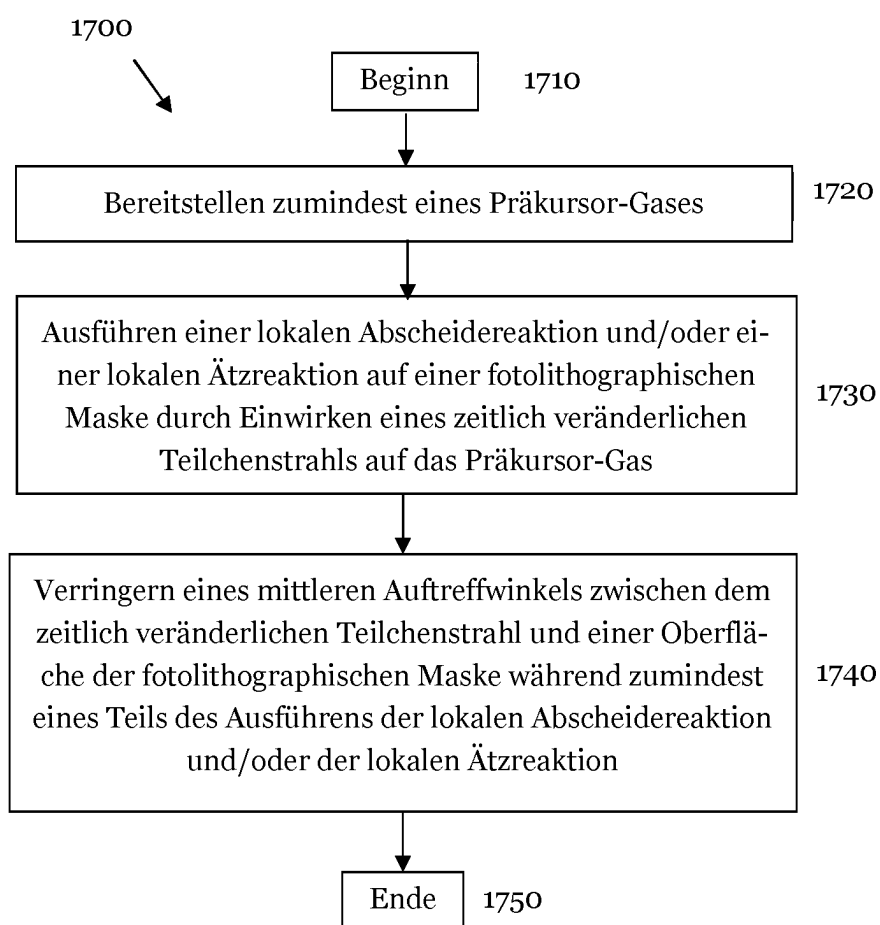 1700
Beginn 1710
Bereitstellen zumindest eines Präkursor-Gases 1720
Ausführen einer lokalen Abscheidereaktion und/oder ei-
ner lokalen Ätzreaktion auf einer fotolithographischen
Maske durch Einwirken eines zeitlich veränderlichen
Teilchenstrahls auf das Präkursor-Gas
1730
Verringern eines mittleren Auftreffwinkels zwischen dem
zeitlich veränderlichen Teilchenstrahl und einer Oberflä-
che der fotolithographischen Maske während zumindest
eines Teils des Ausführens der lokalen Abscheidereaktion
und/oder der lokalen Ätzreaktion
1740
Ende 1750